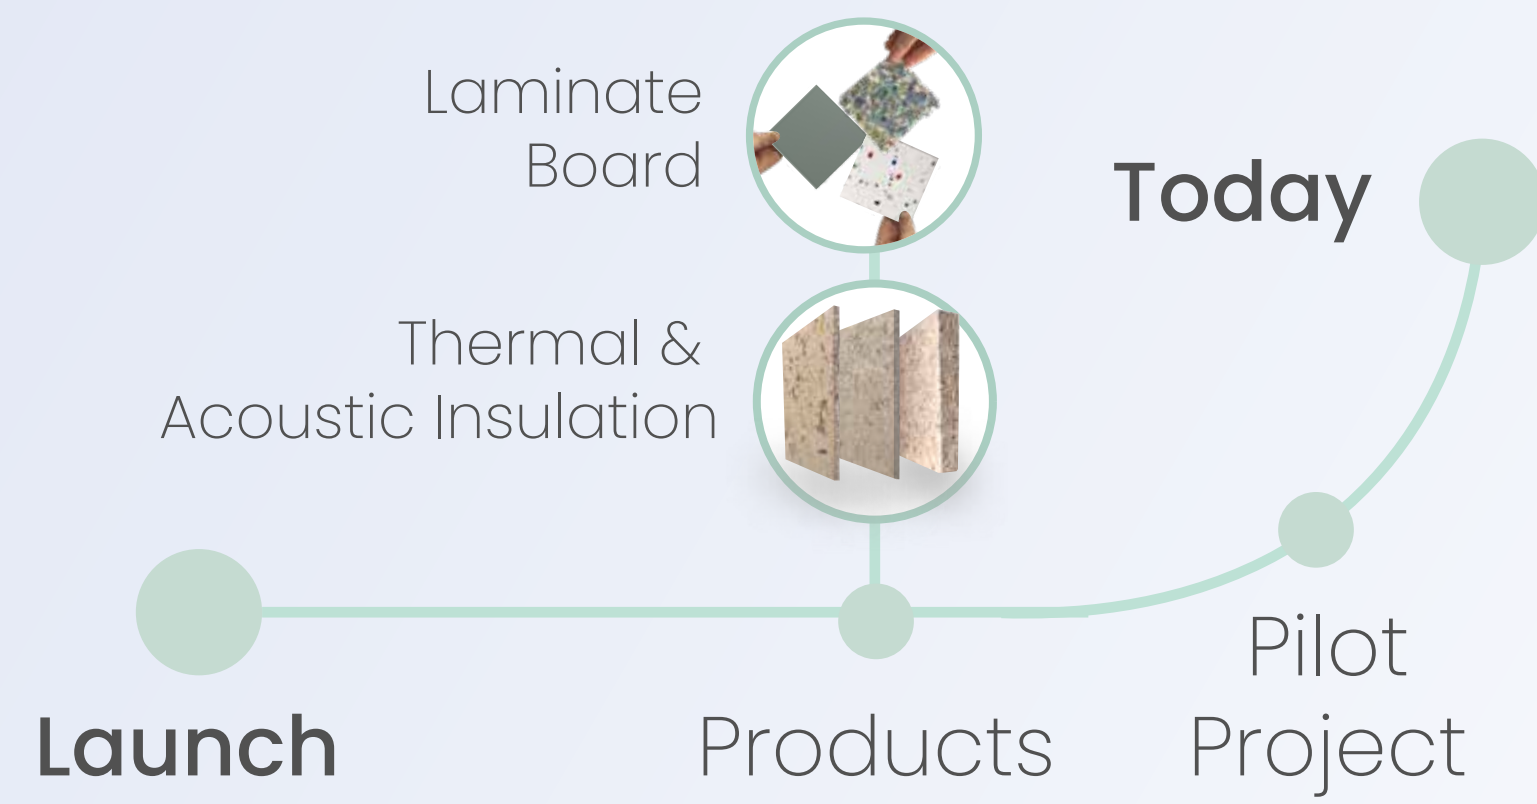 Laminate
Board
Today
Thermal &
Acoustic Insulation
Launch
Products
Pilot
Project